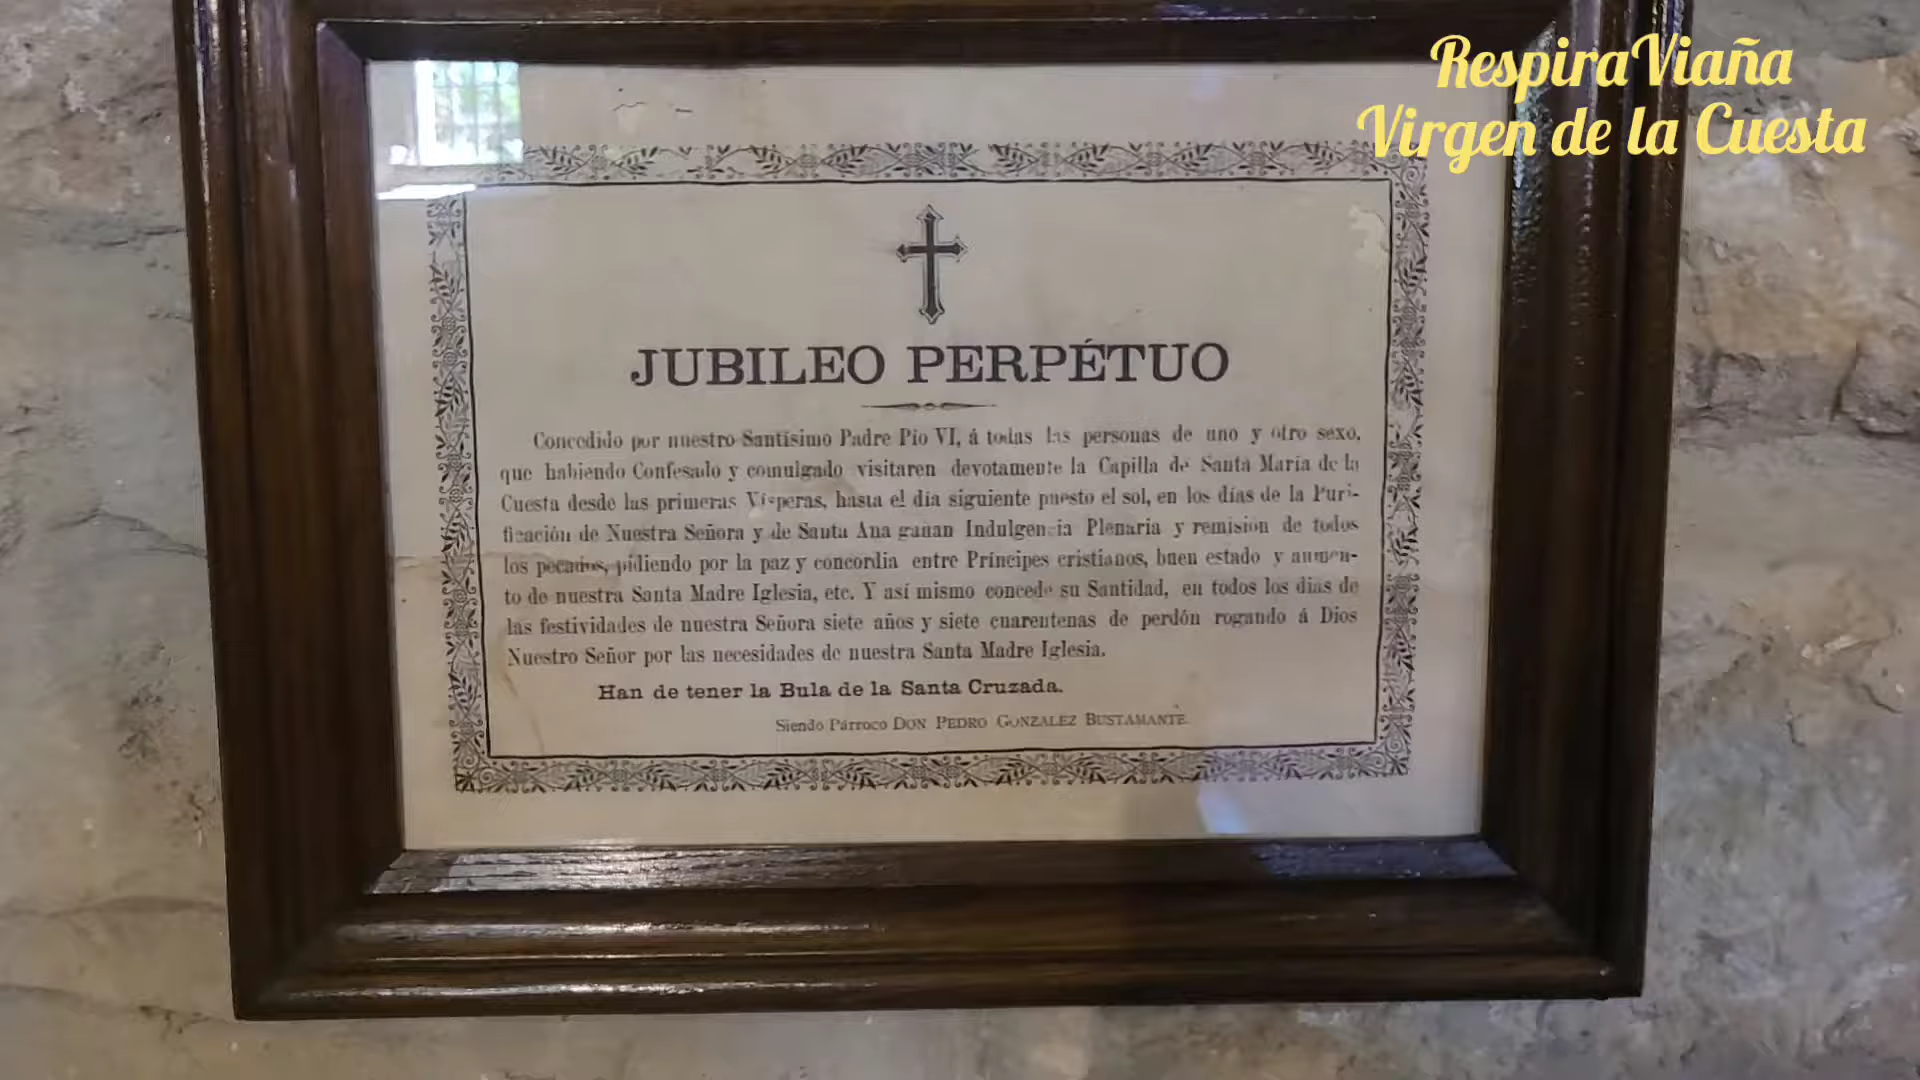 RespiraViaña
Virgen de la Cuesta
JUBILEO PERPÉTUO
Concedido por nuestro Santísimo Padre Pío VI, á todas las personas de uno y otro sexo,
que habiendo Confesado y comulgado visitaren devotamente la Capilla de Santa María de la
Cuesta desde las primeras Vísperas, hasta el día siguiente puesto el sol, en los días de la Puri-
ficación de Nuestra Señora y de Santa Ana ganan Indulgencia Plenaria y remisión de todos
los pecados, pidiendo por la paz y concordia entre Príncipes cristianos, buen estado y aumen-
to de nuestra Santa Madre Iglesia, etc. Y así mismo concede su Santidad, en todos los días de
las festividades de nuestra Señora siete años y siete cuarentenas de perdón rogando á Dios
Nuestro Señor por las necesidades de nuestra Santa Madre Iglesia.
Han de tener la Bula de la Santa Cruzada.
Siendo Párroco DON PEDRO GONZALEZ BUSTAMANTE.